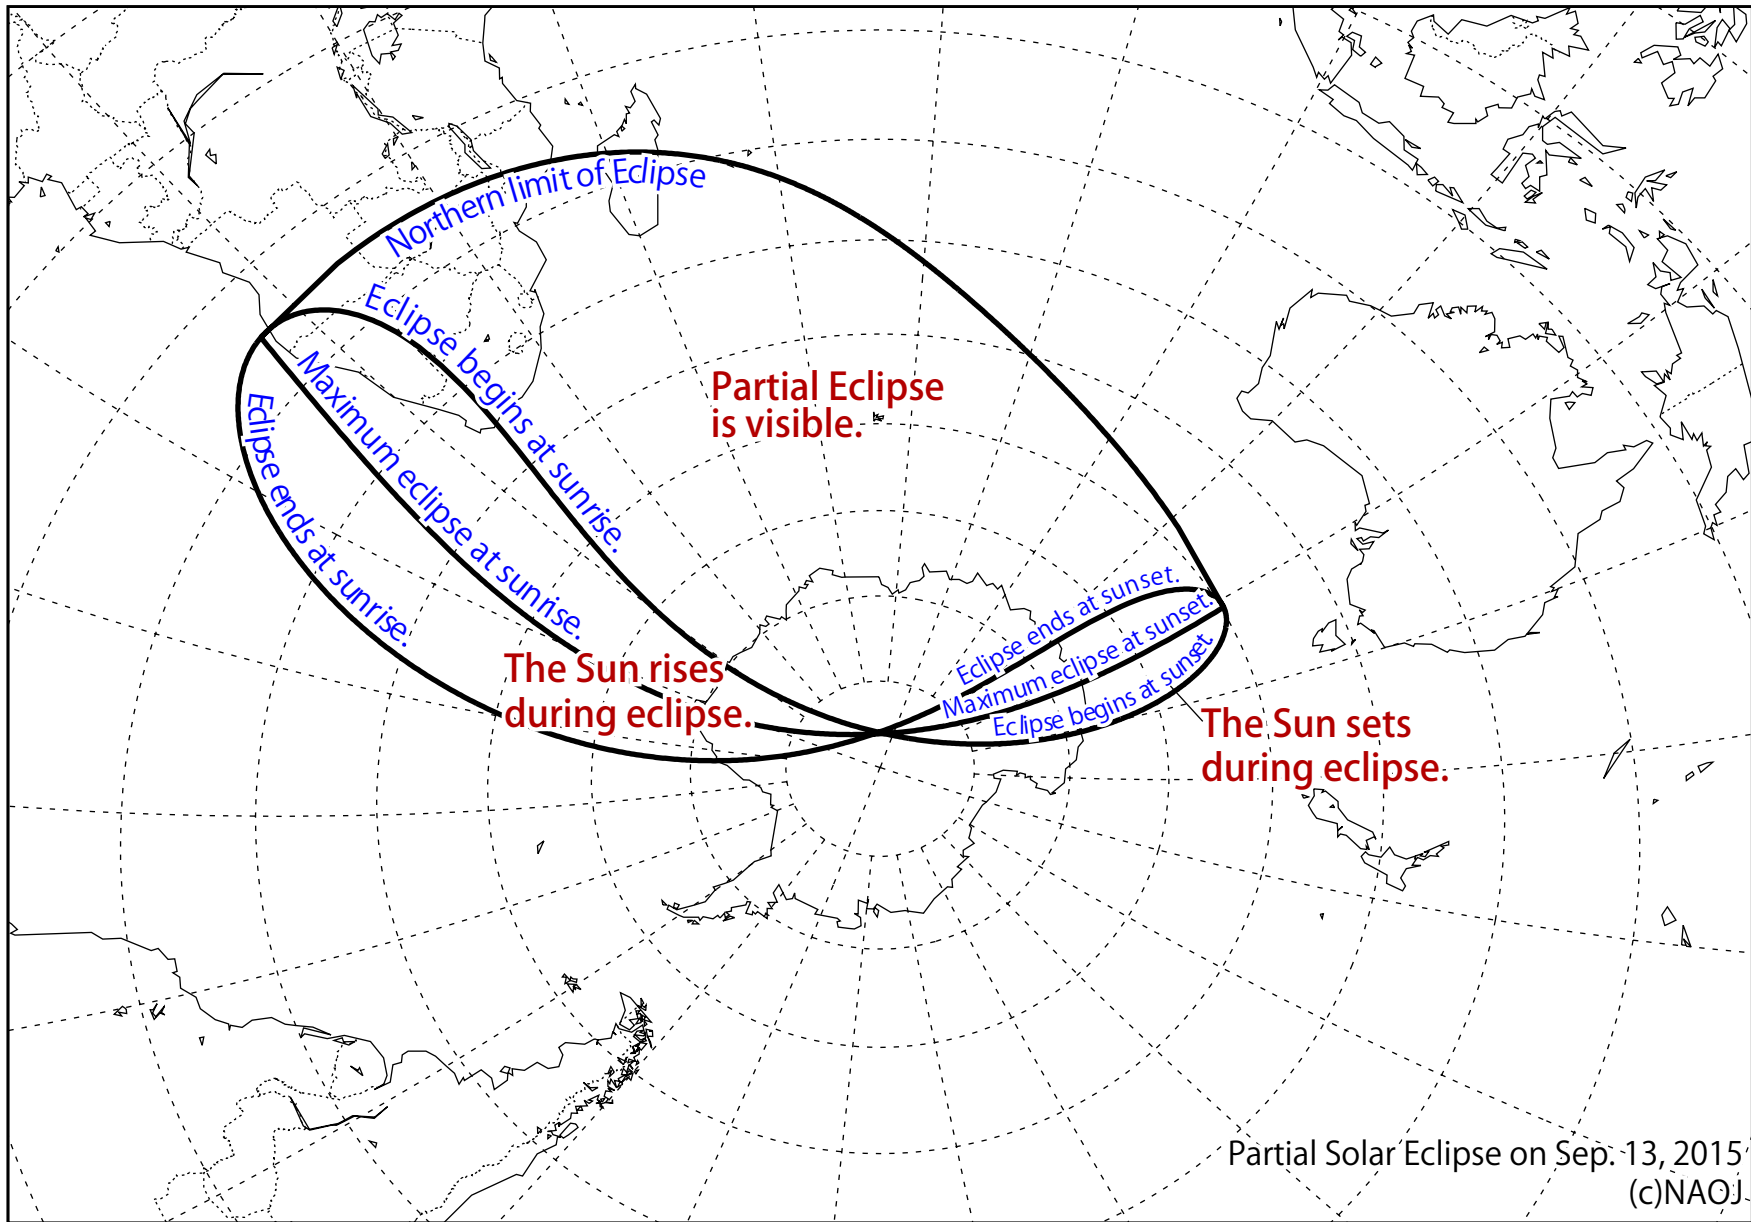 Northern limit of Eclipse
Eclipse begins at sunrise.
Maximum eclipse at sunrise.
Eclipse ends at sunrise.
Partial Eclipse
is visible.
The Sun rises
during eclipse.
Eclipse ends at sunset.
Maximum eclipse at sunset.
Eclipse begins at sunset
The Sun sets
during eclipse.
Partial Solar Eclipse on Sep. 13, 2015
(c)NAOJ